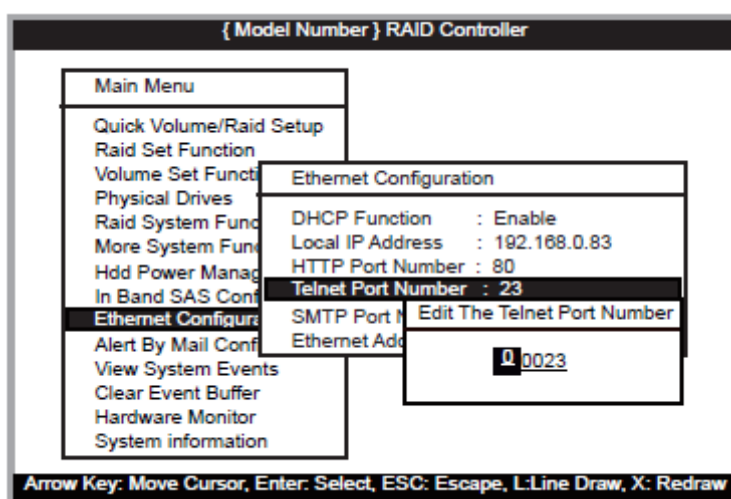 { Model Number } RAID Controller
Main Menu
Quick Volume/Raid Setup
Raid Set Function
Volume Set Functi
Physical Drives
Raid System Func
More System Fun
Hdd Power Manag
In Band SAS Conf
Ethernet Configura
Alert By Mail Conf
View System Events
Clear Event Buffer
Hardware Monitor
System information
Ethernet Configuration
DHCP Function : Enable
Local IP Address : 192.168.0.83
HTTP Port Number : 80
Telnet Port Number : 23
SMTP Port N
Ethernet Add
Edit The Telnet Port Number
00023
Arrow Key: Move Cursor, Enter: Select, ESC: Escape, L:Line Draw, X: Redraw